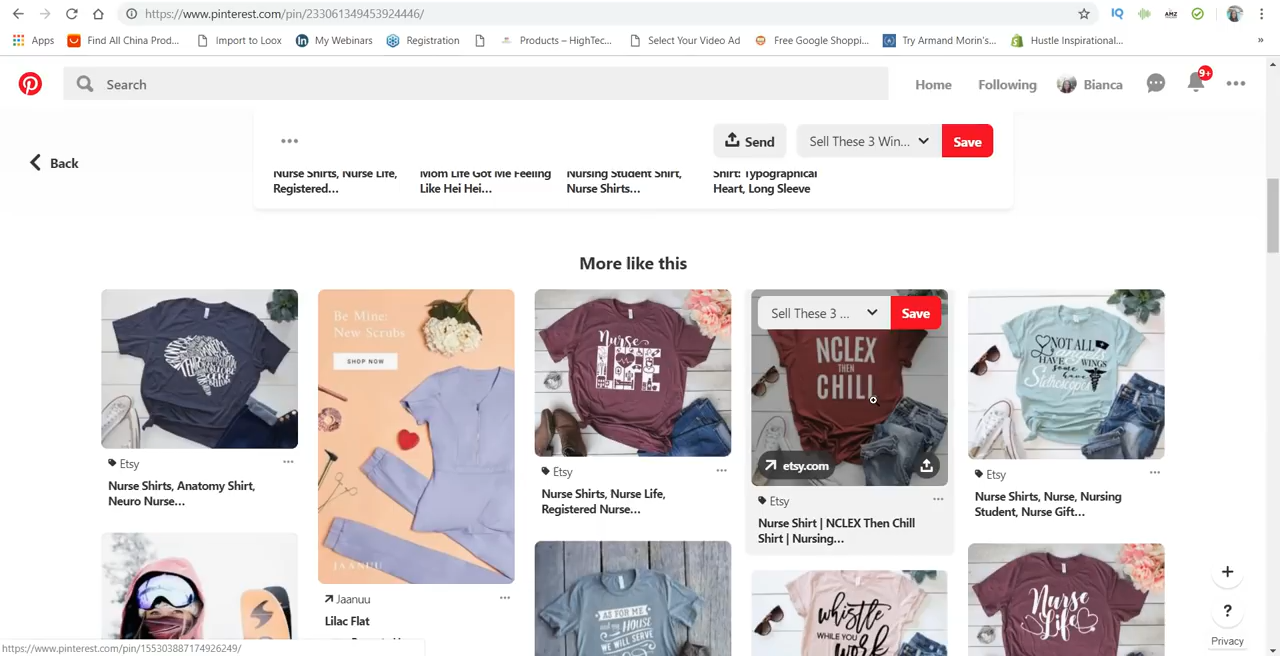 https://www.pinterest.com/pin/233061349453924446/
IQ
AMZ
Apps
Find All China Prod...
Import to Loox
My Webinars
Registration
Products – HighTec...
Select Your Video Ad
Free Google Shoppi...
Try Armand Morin's...
Hustle Inspirational...
»
Search
Home
Following
Bianca
9+
Back
Send
Sell These 3 Win...
Save
Nurse Shirts, Nurse Life,
Registered...
Mom Life Got Me Feeling
Like Hei Hei...
Nursing Student Shirt,
Nurse Shirts...
Shirt: Typographical
Heart, Long Sleeve
More like this
Etsy
Nurse Shirts, Anatomy Shirt,
Neuro Nurse...
Be Mine:
New Scrubs
SHOP NOW
JAANUU
Jaanuu
Lilac Flat
Nurse
LIFE
Etsy
Nurse Shirts, Nurse Life,
Registered Nurse...
AS FOR ME
and my HOUSE
WE WILL SERVE
Sell These 3 ...
Save
NCLEX
THEN
CHILL
etsy.com
Etsy
Nurse Shirt | NCLEX Then Chill
Shirt | Nursing...
whistle
WHILE YOU
work
NOT ALL
Angels
HAVE WINGS
some have
Stethoscopes
Etsy
Nurse Shirts, Nurse, Nursing
Student, Nurse Gift...
Nurse
Life
+
?
Privacy
https://www.pinterest.com/pin/155303887174926249/